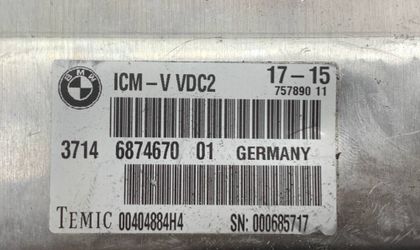 BMW
ICM-V VDC2 17-15
757890 11
3714 6874670 01 GERMANY
TEMIC 00404884H4 SN: 000685717